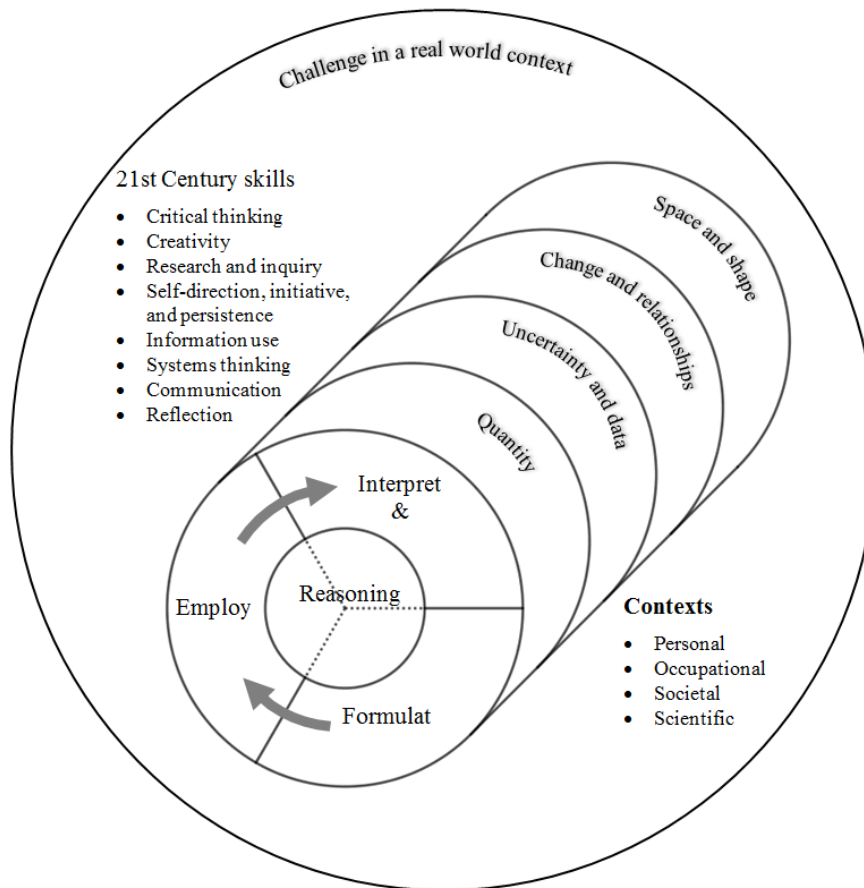 Challenge in a real world context
21st Century skills
• Critical thinking
• Creativity
• Research and inquiry
• Self-direction, initiative,
and persistence
• Information use
• Systems thinking
• Communication
• Reflection
Space and shape
Change and relationships
Uncertainty and data
Quantity
Interpret
&
Reasoning
Employ
Formulat
Contexts
• Personal
• Occupational
• Societal
• Scientific